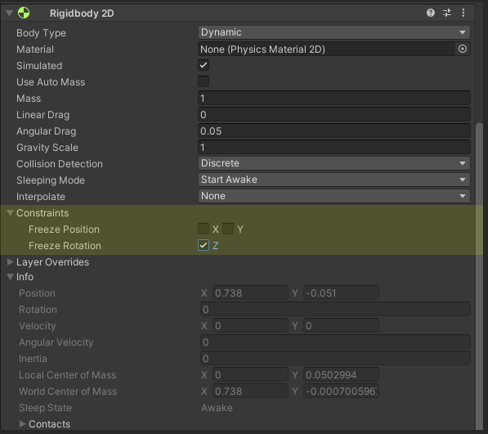 Rigidbody 2D
Body Type Dynamic
Material None (Physics Material 2D)
Simulated
Use Auto Mass
Mass 1
Linear Drag 0
Angular Drag 0.05
Gravity Scale 1
Collision Detection Discrete
Sleeping Mode Start Awake
Interpolate None
Constraints
Freeze Position X Y
Freeze Rotation Z
Layer Overrides
Info
Position X 0.738 Y -0.051
Rotation 0
Velocity X 0 Y 0
Angular Velocity 0
Inertia 0
Local Center of Mass X 0 Y 0.0502994
World Center of Mass X 0.738 Y -0.000700596
Sleep State Awake
Contacts